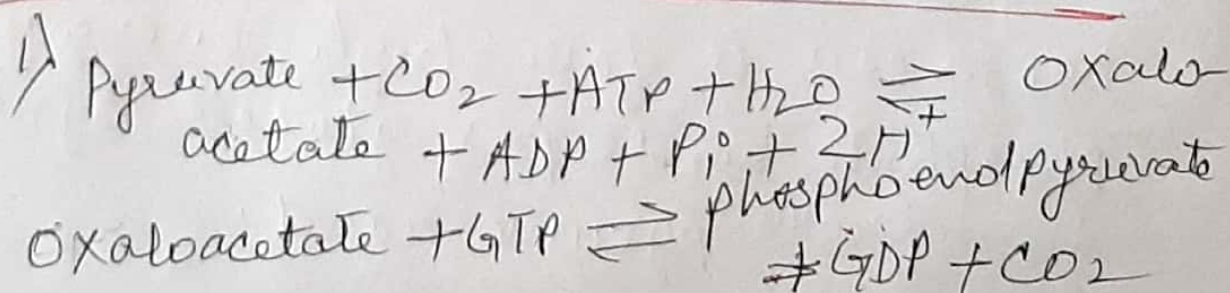 1) Pyruvate + CO2 + ATP + H2O ⇌ Oxalo-
acetate + ADP + Pi + 2H+
Oxaloacetate + GTP ⇌ phosphoenolpyruvate
+ GDP + CO2